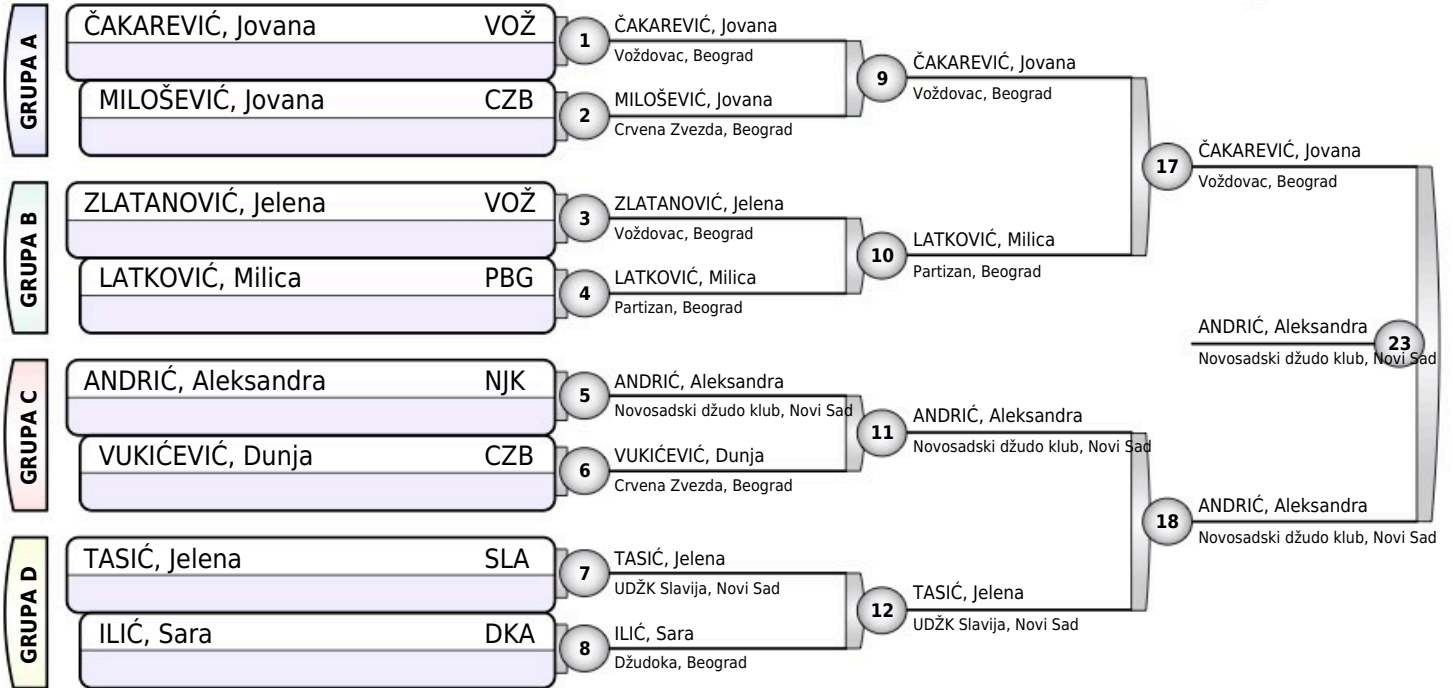 GRUPA A
ČAKAREVIĆ, Jovana VOŽ
MILOŠEVIĆ, Jovana CZB
GRUPA B
ZLATANOVIĆ, Jelena VOŽ
LATKOVIĆ, Milica PBG
GRUPA C
ANDRIĆ, Aleksandra NJK
VUKIĆEVIĆ, Dunja CZB
GRUPA D
TASIĆ, Jelena SLA
ILIĆ, Sara DKA
1
ČAKAREVIĆ, Jovana
Voždovac, Beograd
2
MILOŠEVIĆ, Jovana
Crvena Zvezda, Beograd
3
ZLATANOVIĆ, Jelena
Voždovac, Beograd
4
LATKOVIĆ, Milica
Partizan, Beograd
5
ANDRIĆ, Aleksandra
Novosadski džudo klub, Novi Sad
6
VUKIĆEVIĆ, Dunja
Crvena Zvezda, Beograd
7
TASIĆ, Jelena
UDŽK Slavija, Novi Sad
8
ILIĆ, Sara
Džudoka, Beograd
9
ČAKAREVIĆ, Jovana
Voždovac, Beograd
10
LATKOVIĆ, Milica
Partizan, Beograd
11
ANDRIĆ, Aleksandra
Novosadski džudo klub, Novi Sad
12
TASIĆ, Jelena
UDŽK Slavija, Novi Sad
17
ČAKAREVIĆ, Jovana
Voždovac, Beograd
18
ANDRIĆ, Aleksandra
Novosadski džudo klub, Novi Sad
23
ANDRIĆ, Aleksandra
Novosadski džudo klub, Novi Sad